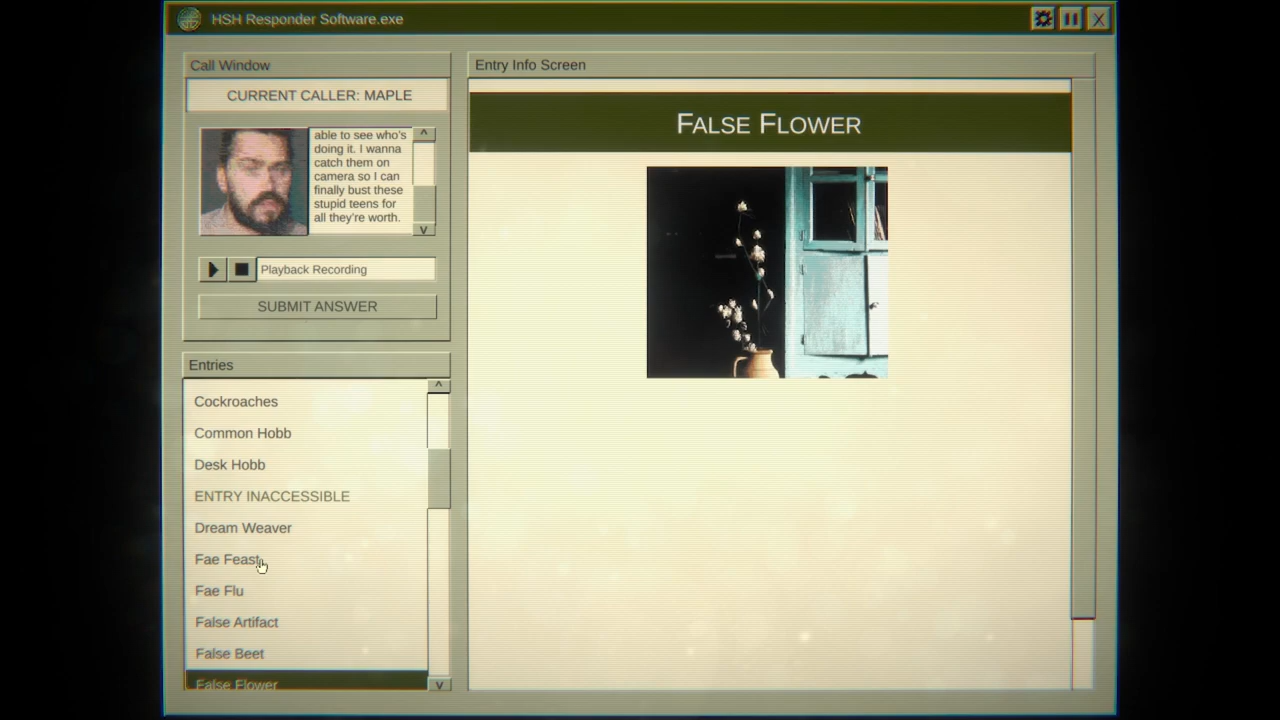 HSH Responder Software.exe
X
Call Window
CURRENT CALLER: MAPLE
able to see who's
doing it. I wanna
catch them on
camera so I can
finally bust these
stupid teens for
all they're worth.
Playback Recording
SUBMIT ANSWER
Entries
Cockroaches
Common Hobb
Desk Hobb
ENTRY INACCESSIBLE
Dream Weaver
Fae Feast
Fae Flu
False Artifact
False Beet
False Flower
Entry Info Screen
FALSE FLOWER